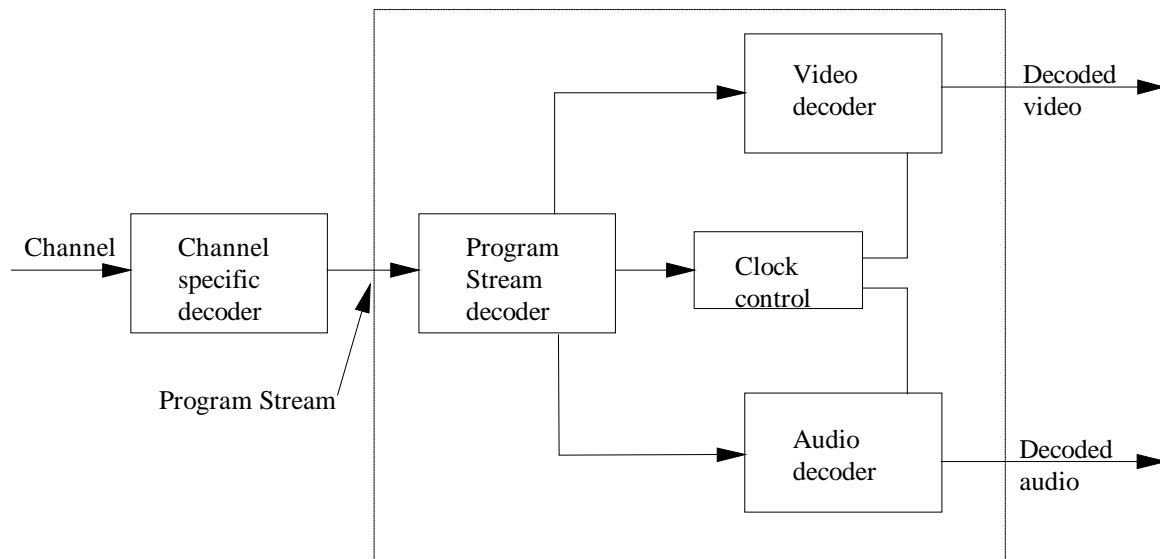 Channel
Channel
specific
decoder
Program Stream
Program
Stream
decoder
Video
decoder
Clock
control
Audio
decoder
Decoded
video
Decoded
audio